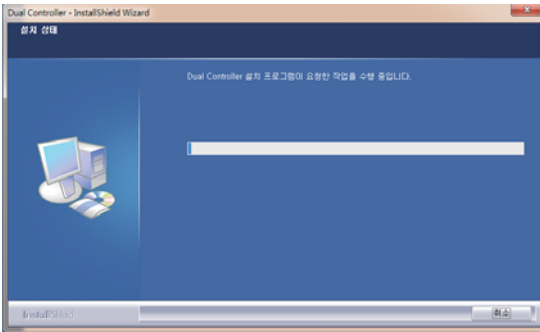 Dual Controller - InstallShield Wizard
설치 상태
Dual Controller 설치 프로그램이 요청한 작업을 수행 중입니다.
InstallShield
취소